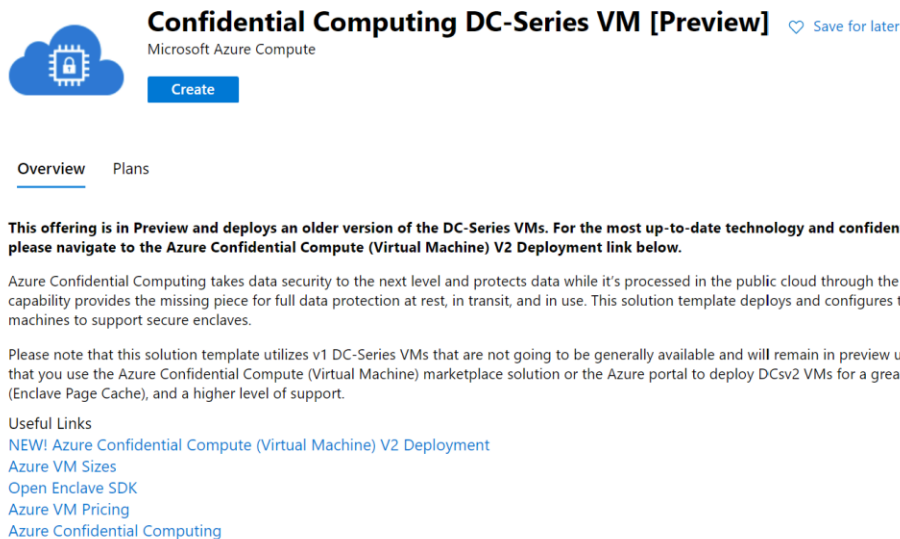 Confidential Computing DC-Series VM [Preview]
Save for later
Microsoft Azure Compute
Create
Overview Plans
This offering is in Preview and deploys an older version of the DC-Series VMs. For the most up-to-date technology and confiden
please navigate to the Azure Confidential Compute (Virtual Machine) V2 Deployment link below.
Azure Confidential Computing takes data security to the next level and protects data while it's processed in the public cloud through the
capability provides the missing piece for full data protection at rest, in transit, and in use. This solution template deploys and configures t
machines to support secure enclaves.
Please note that this solution template utilizes v1 DC-Series VMs that are not going to be generally available and will remain in preview u
that you use the Azure Confidential Compute (Virtual Machine) marketplace solution or the Azure portal to deploy DCsv2 VMs for a grea
(Enclave Page Cache), and a higher level of support.
Useful Links
NEW! Azure Confidential Compute (Virtual Machine) V2 Deployment
Azure VM Sizes
Open Enclave SDK
Azure VM Pricing
Azure Confidential Computing